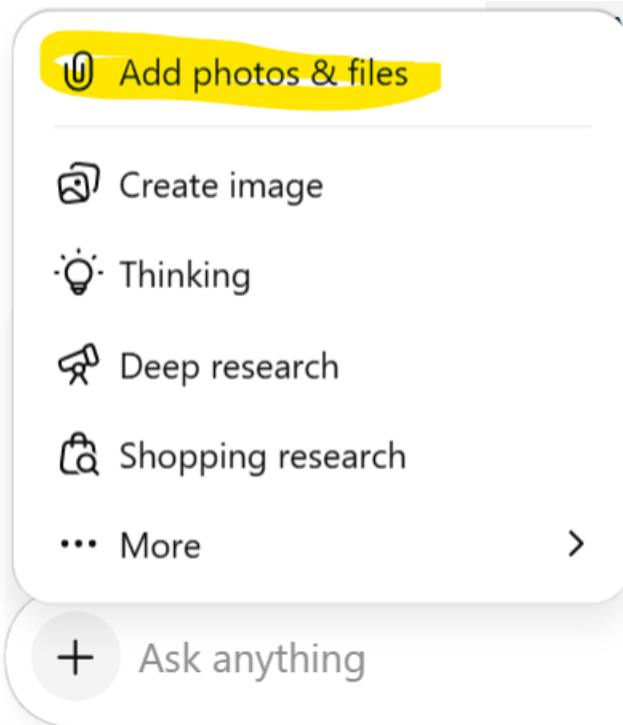 Add photos & files
Create image
Thinking
Deep research
Shopping research
More
Ask anything